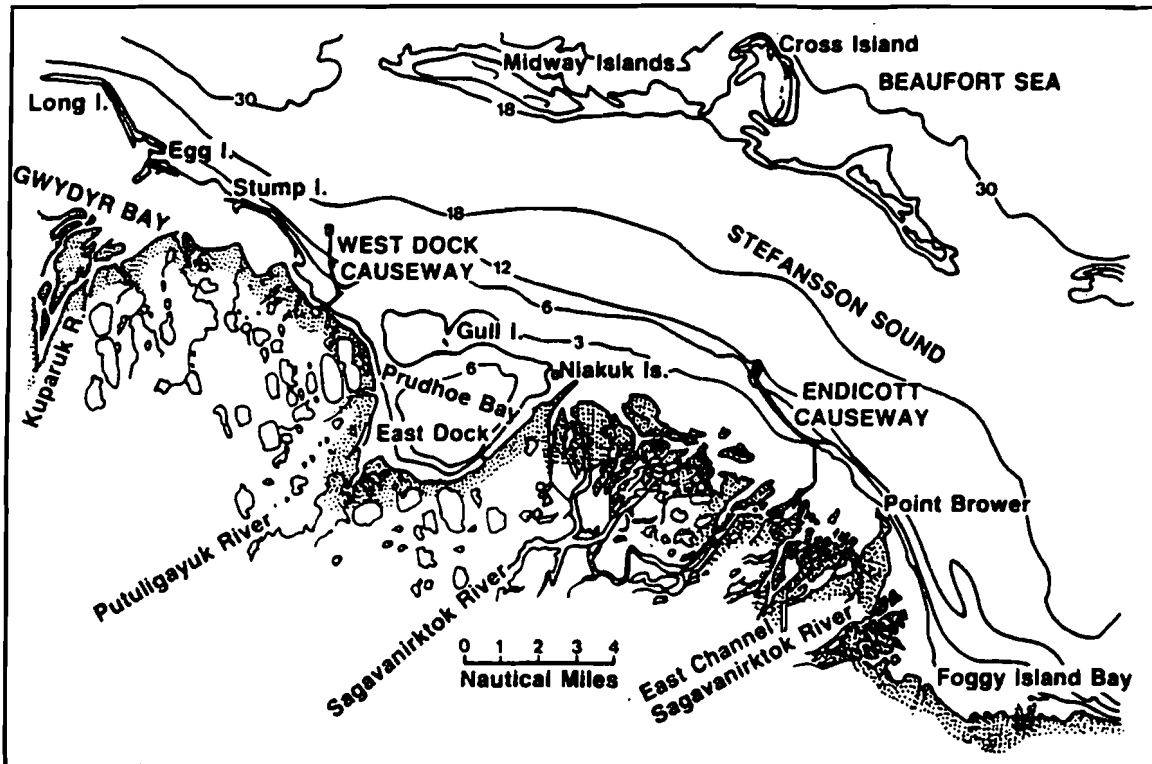 Cross Island
Midway Islands
BEAUFORT SEA
30
Long I.
18
Egg I.
30
GWYDYR BAY
Stump I.
18
STEFANSSON SOUND
WEST DOCK
CAUSEWAY
12
6
Gull I.
3
Kuparuk R.
6
Prudhoe Bay
Niakuk Is.
ENDICOTT
CAUSEWAY
East Dock
Point Brower
Putuligayuk River
Sagavanirktok River
East Channel
Sagavanirktok River
0 1 2 3 4
Nautical Miles
Foggy Island Bay